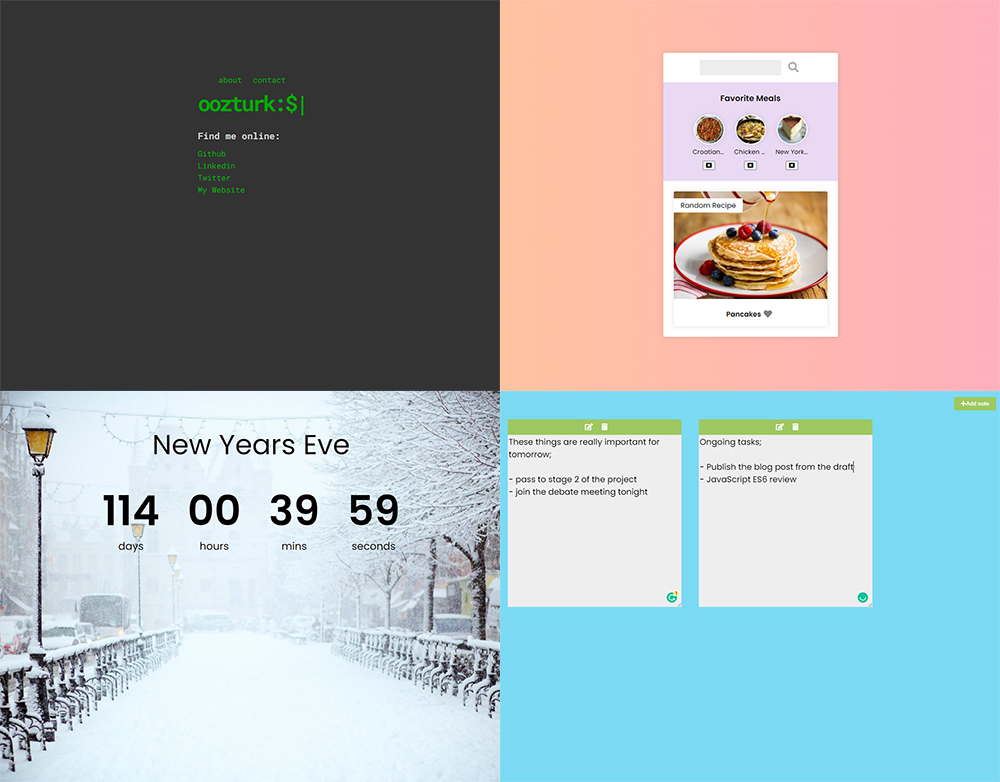 about contact
oozturk:$|
Find me online:
Github
Linkedin
Twitter
My Website
Favorite Meals
Croatian...
Chicken ...
New York...
Random Recipe
Pancakes
New Years Eve
114 00 39 59
days hours mins seconds
+Add note
These things are really important for
tomorrow;
- pass to stage 2 of the project
- join the debate meeting tonight
Ongoing tasks;
- Publish the blog post from the draft
- JavaScript ES6 review